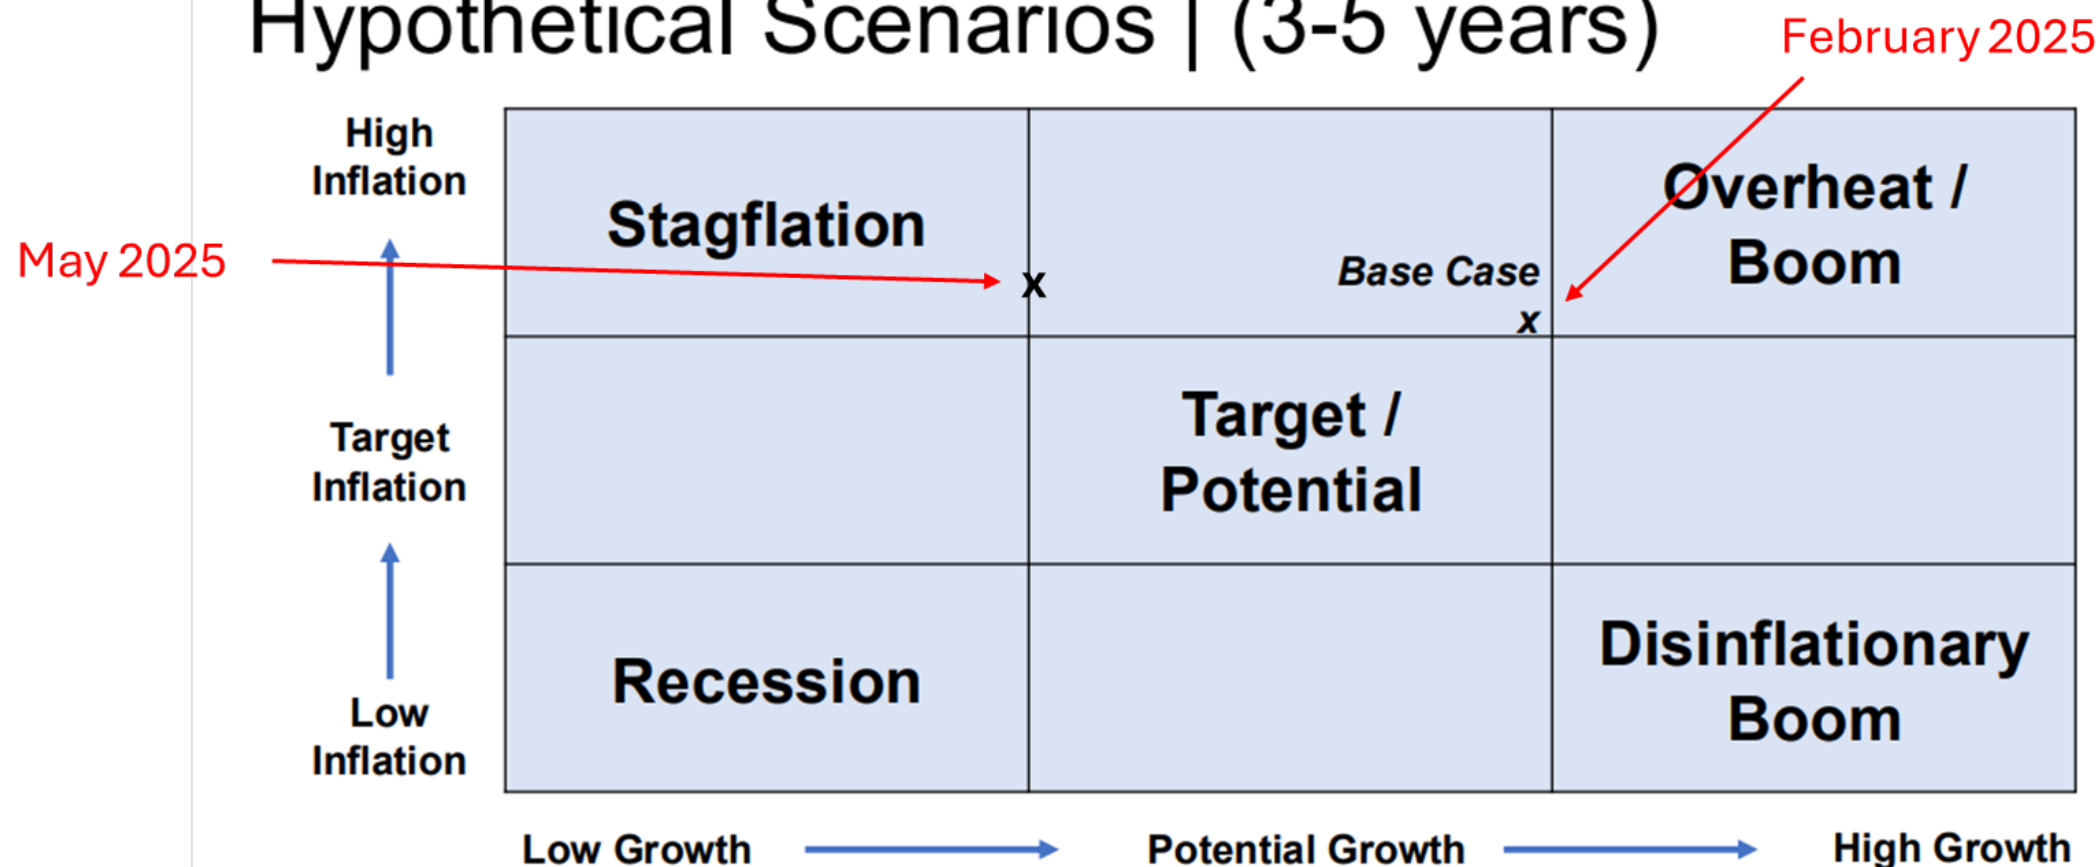 Hypothetical Scenarios | (3-5 years)
February 2025
High
Inflation
Stagflation
Overheat /
Boom
May 2025
x
Base Case
x
Target
Inflation
Target /
Potential
Low
Inflation
Recession
Disinflationary
Boom
Low Growth
Potential Growth
High Growth